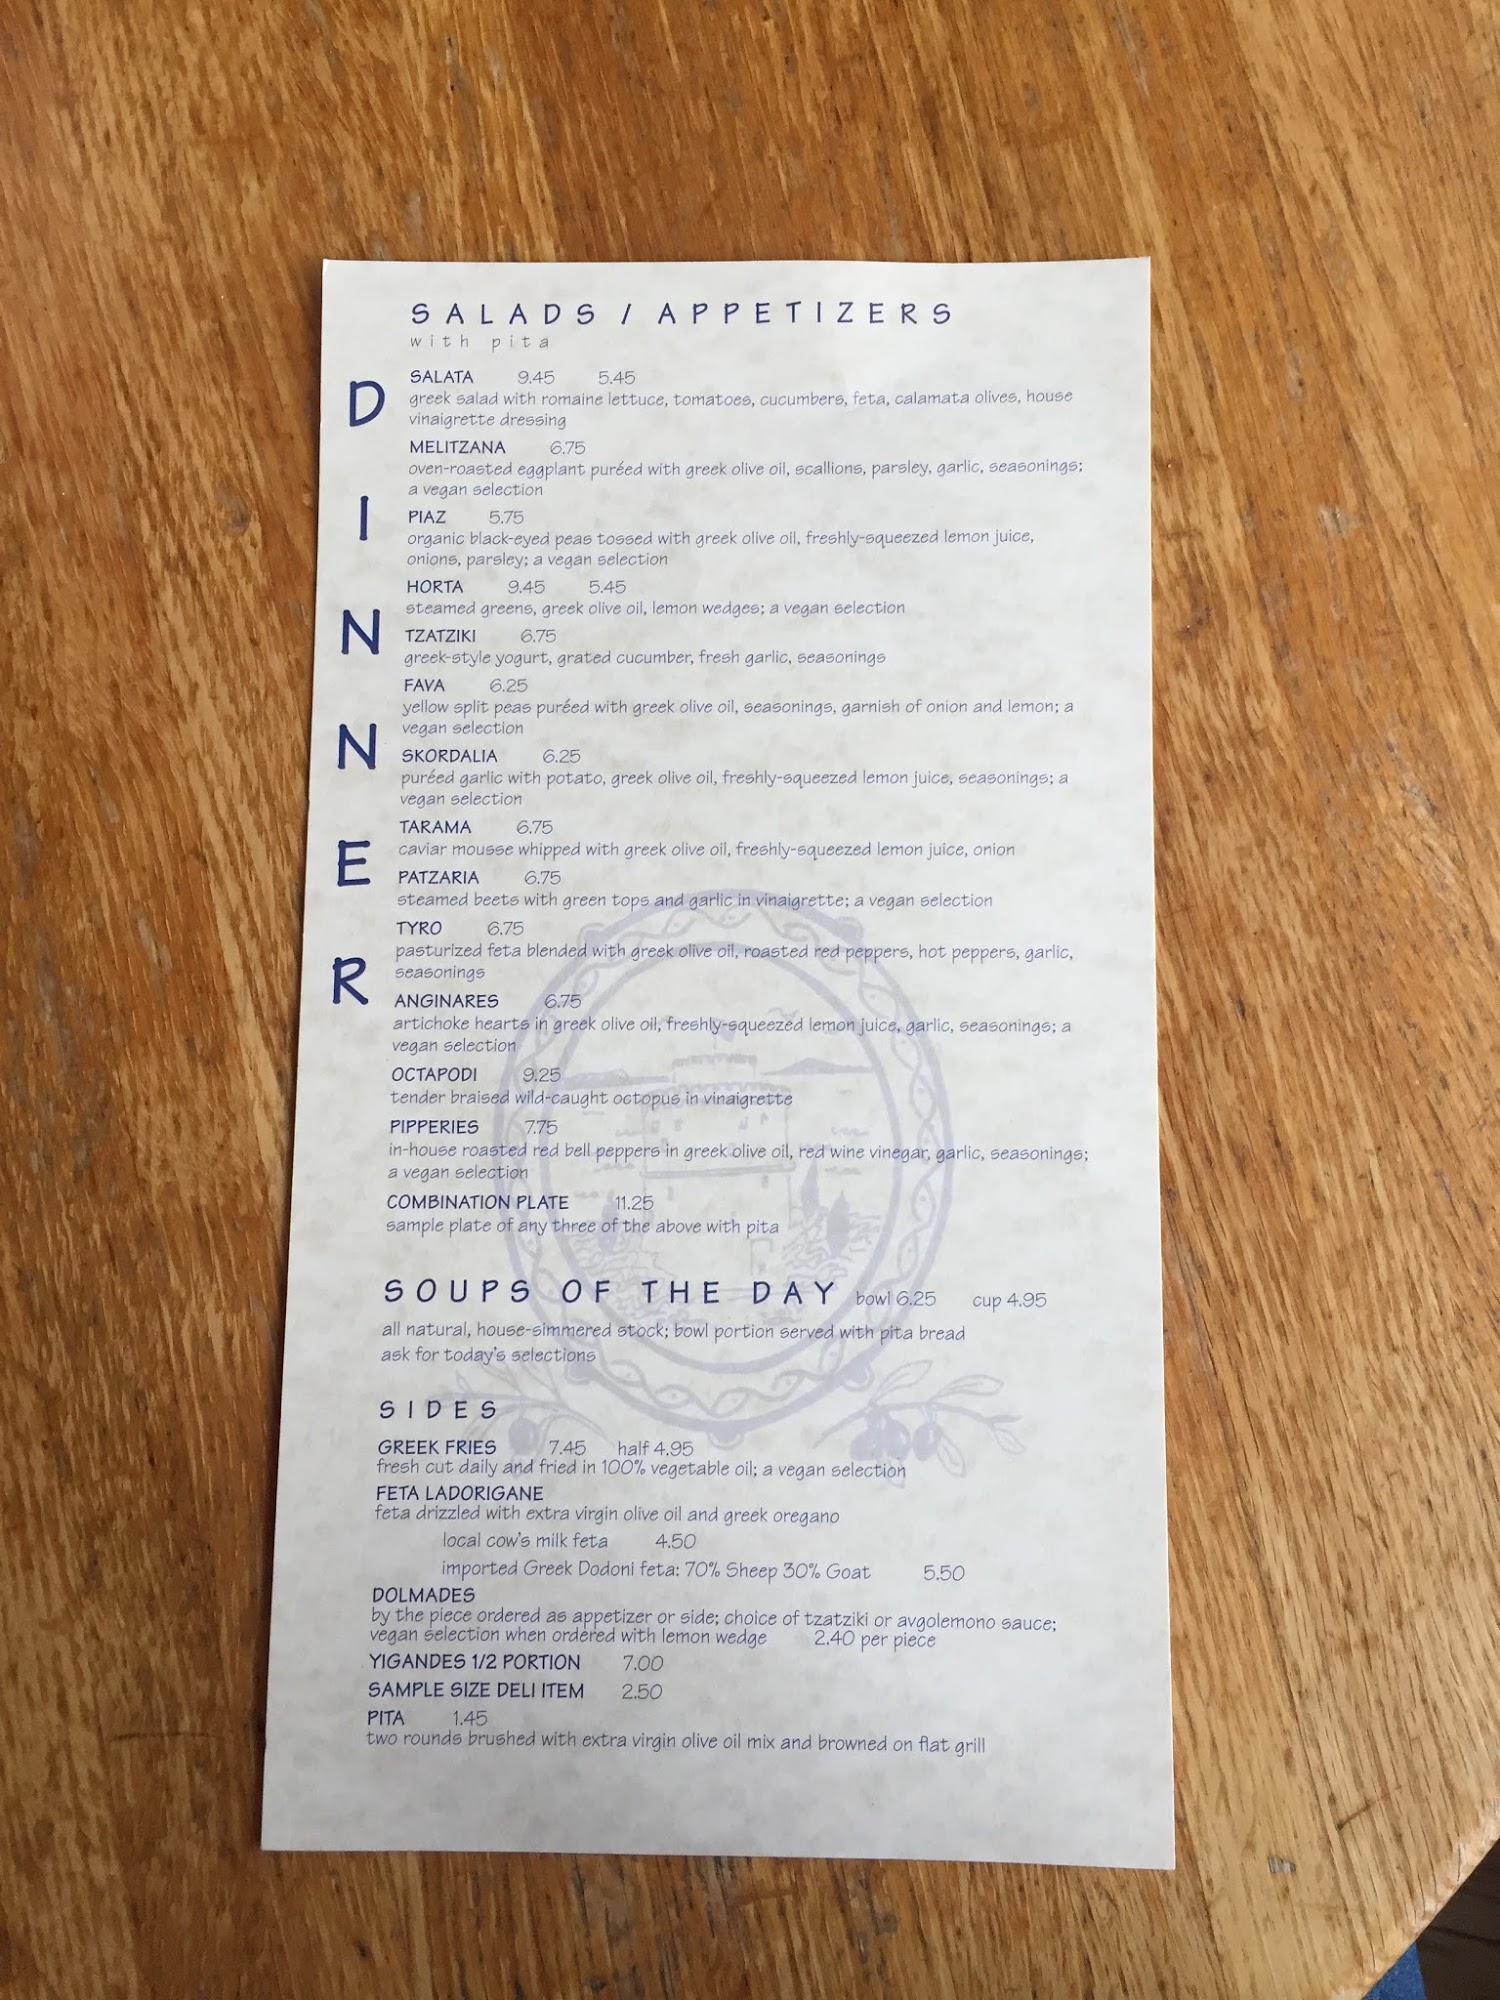 SALADS / APPETIZERS
with pita
DINNER
SALATA 9.45 5.45
greek salad with romaine lettuce, tomatoes, cucumbers, feta, calamata olives, house
vinaigrette dressing
MELITZANA 6.75
oven-roasted eggplant puréed with greek olive oil, scallions, parsley, garlic, seasonings;
a vegan selection
PIAZ 5.75
organic black-eyed peas tossed with greek olive oil, freshly-squeezed lemon juice,
onions, parsley; a vegan selection
HORTA 9.45 5.45
steamed greens, greek olive oil, lemon wedges; a vegan selection
TZATZIKI 6.75
greek-style yogurt, grated cucumber, fresh garlic, seasonings
FAVA 6.25
yellow split peas puréed with greek olive oil, seasonings, garnish of onion and lemon; a
vegan selection
SKORDALIA 6.25
puréed garlic with potato, greek olive oil, freshly-squeezed lemon juice, seasonings; a
vegan selection
TARAMA 6.75
caviar mousse whipped with greek olive oil, freshly-squeezed lemon juice, onion
PATZARIA 6.75
steamed beets with green tops and garlic in vinaigrette; a vegan selection
TYRO 6.75
pasturized feta blended with greek olive oil, roasted red peppers, hot peppers, garlic,
seasonings
ANGINARES 6.75
artichoke hearts in greek olive oil, freshly-squeezed lemon juice, garlic, seasonings; a
vegan selection
OCTAPODI 9.25
tender braised wild-caught octopus in vinaigrette
PIPPERIES 7.75
in-house roasted red bell peppers in greek olive oil, red wine vinegar, garlic, seasonings;
a vegan selection
COMBINATION PLATE 11.25
sample plate of any three of the above with pita
SOUPS OF THE DAY bowl 6.25 cup 4.95
all natural, house-simmered stock; bowl portion served with pita bread
ask for today's selections
SIDES
GREEK FRIES 7.45 half 4.95
fresh cut daily and fried in 100% vegetable oil; a vegan selection
FETA LADORIGANE
feta drizzled with extra virgin olive oil and greek oregano
local cow's milk feta 4.50
imported Greek Dodoni feta: 70% Sheep 30% Goat 5.50
DOLMADES
by the piece ordered as appetizer or side; choice of tzatziki or avgolemono sauce;
vegan selection when ordered with lemon wedge 2.40 per piece
YIGANDES 1/2 PORTION 7.00
SAMPLE SIZE DELI ITEM 2.50
PITA 1.45
two rounds brushed with extra virgin olive oil mix and browned on flat grill